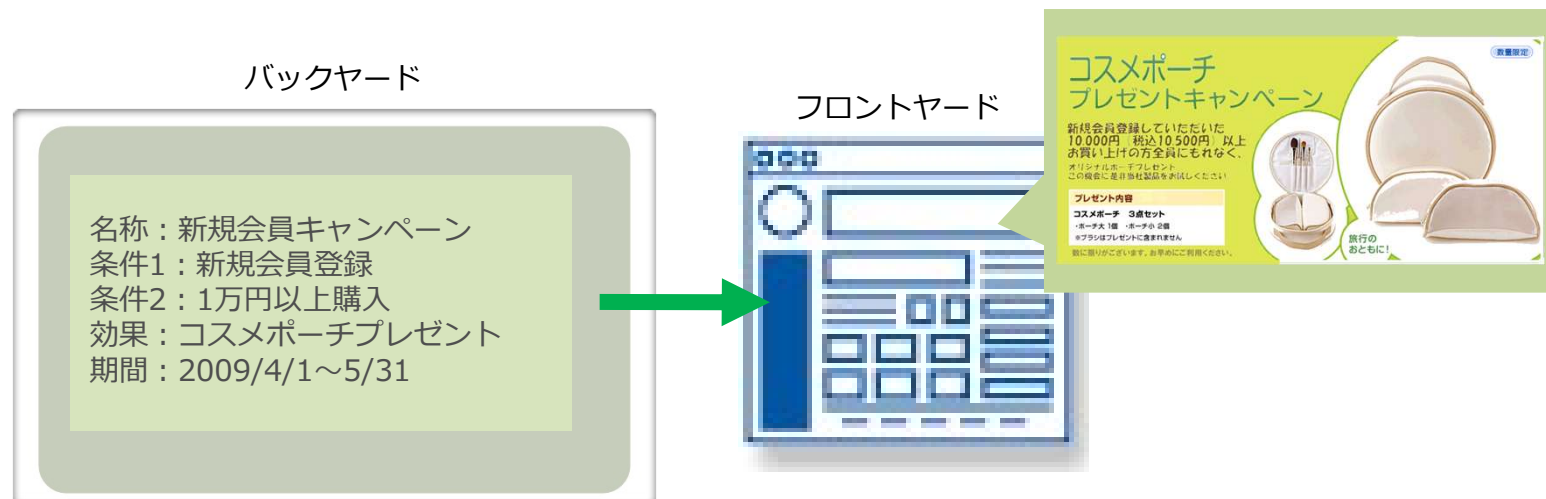 バックヤード
名称：新規会員キャンペーン
条件1：新規会員登録
条件2：1万円以上購入
効果：コスメポーチプレゼント
期間：2009/4/1～5/31
フロントヤード
数量限定
コスメポーチ
プレゼントキャンペーン
新規会員登録していただいた
10,000円（税込10,500円）以上
お買い上げの方全員にもれなく、
オリジナルポーチプレゼント
この機会に是非当社製品をお試しください
プレゼント内容
コスメポーチ 3点セット
・ポーチ大 1個 ・ポーチ小 2個
※ブラシはプレゼントに含まれません
数に限りがございます。お早めにご利用ください。
旅行の
おともに！